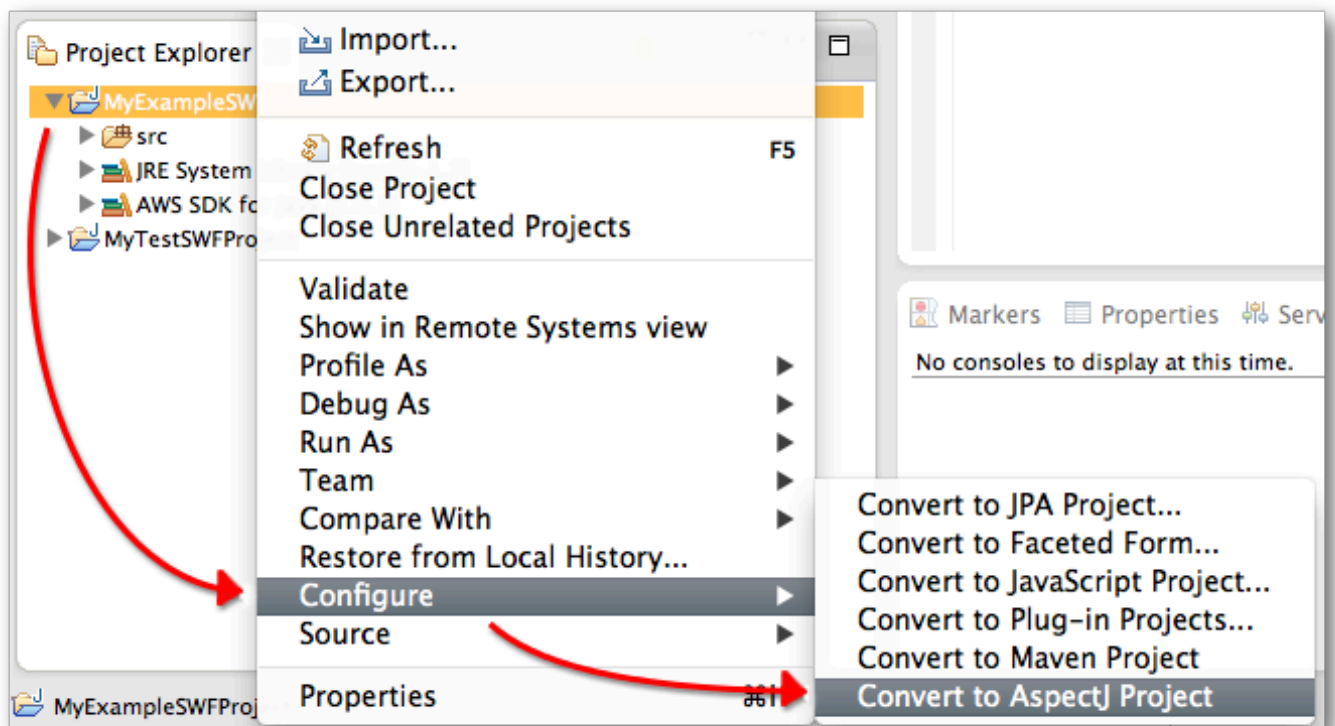 Project Explorer
MyExampleSW
src
JRE System
AWS SDK fo
MyTestSWFPro
MyExampleSWFProj
Import...
Export...
Refresh F5
Close Project
Close Unrelated Projects
Validate
Show in Remote Systems view
Profile As
Debug As
Run As
Team
Compare With
Restore from Local History...
Configure
Source
Properties ⌘I
Convert to JPA Project...
Convert to Faceted Form...
Convert to JavaScript Project...
Convert to Plug-in Projects...
Convert to Maven Project
Convert to AspectJ Project
Markers Properties Serv
No consoles to display at this time.